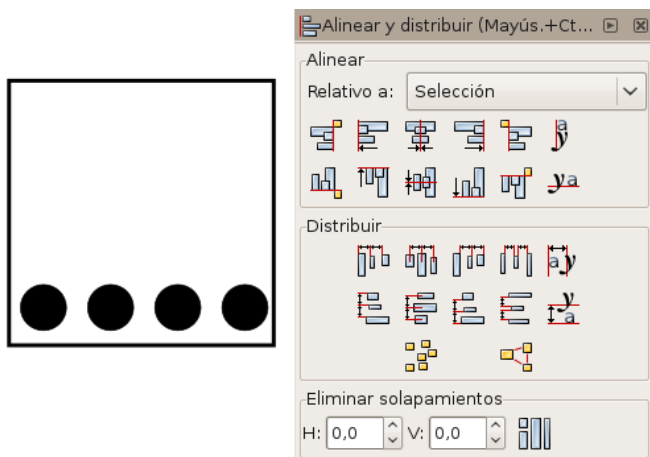 Alinear y distribuir (Mayús.+Ct...
Alinear
Relativo a: Selección
Distribuir
Eliminar solapamientos
H: 0,0 V: 0,0